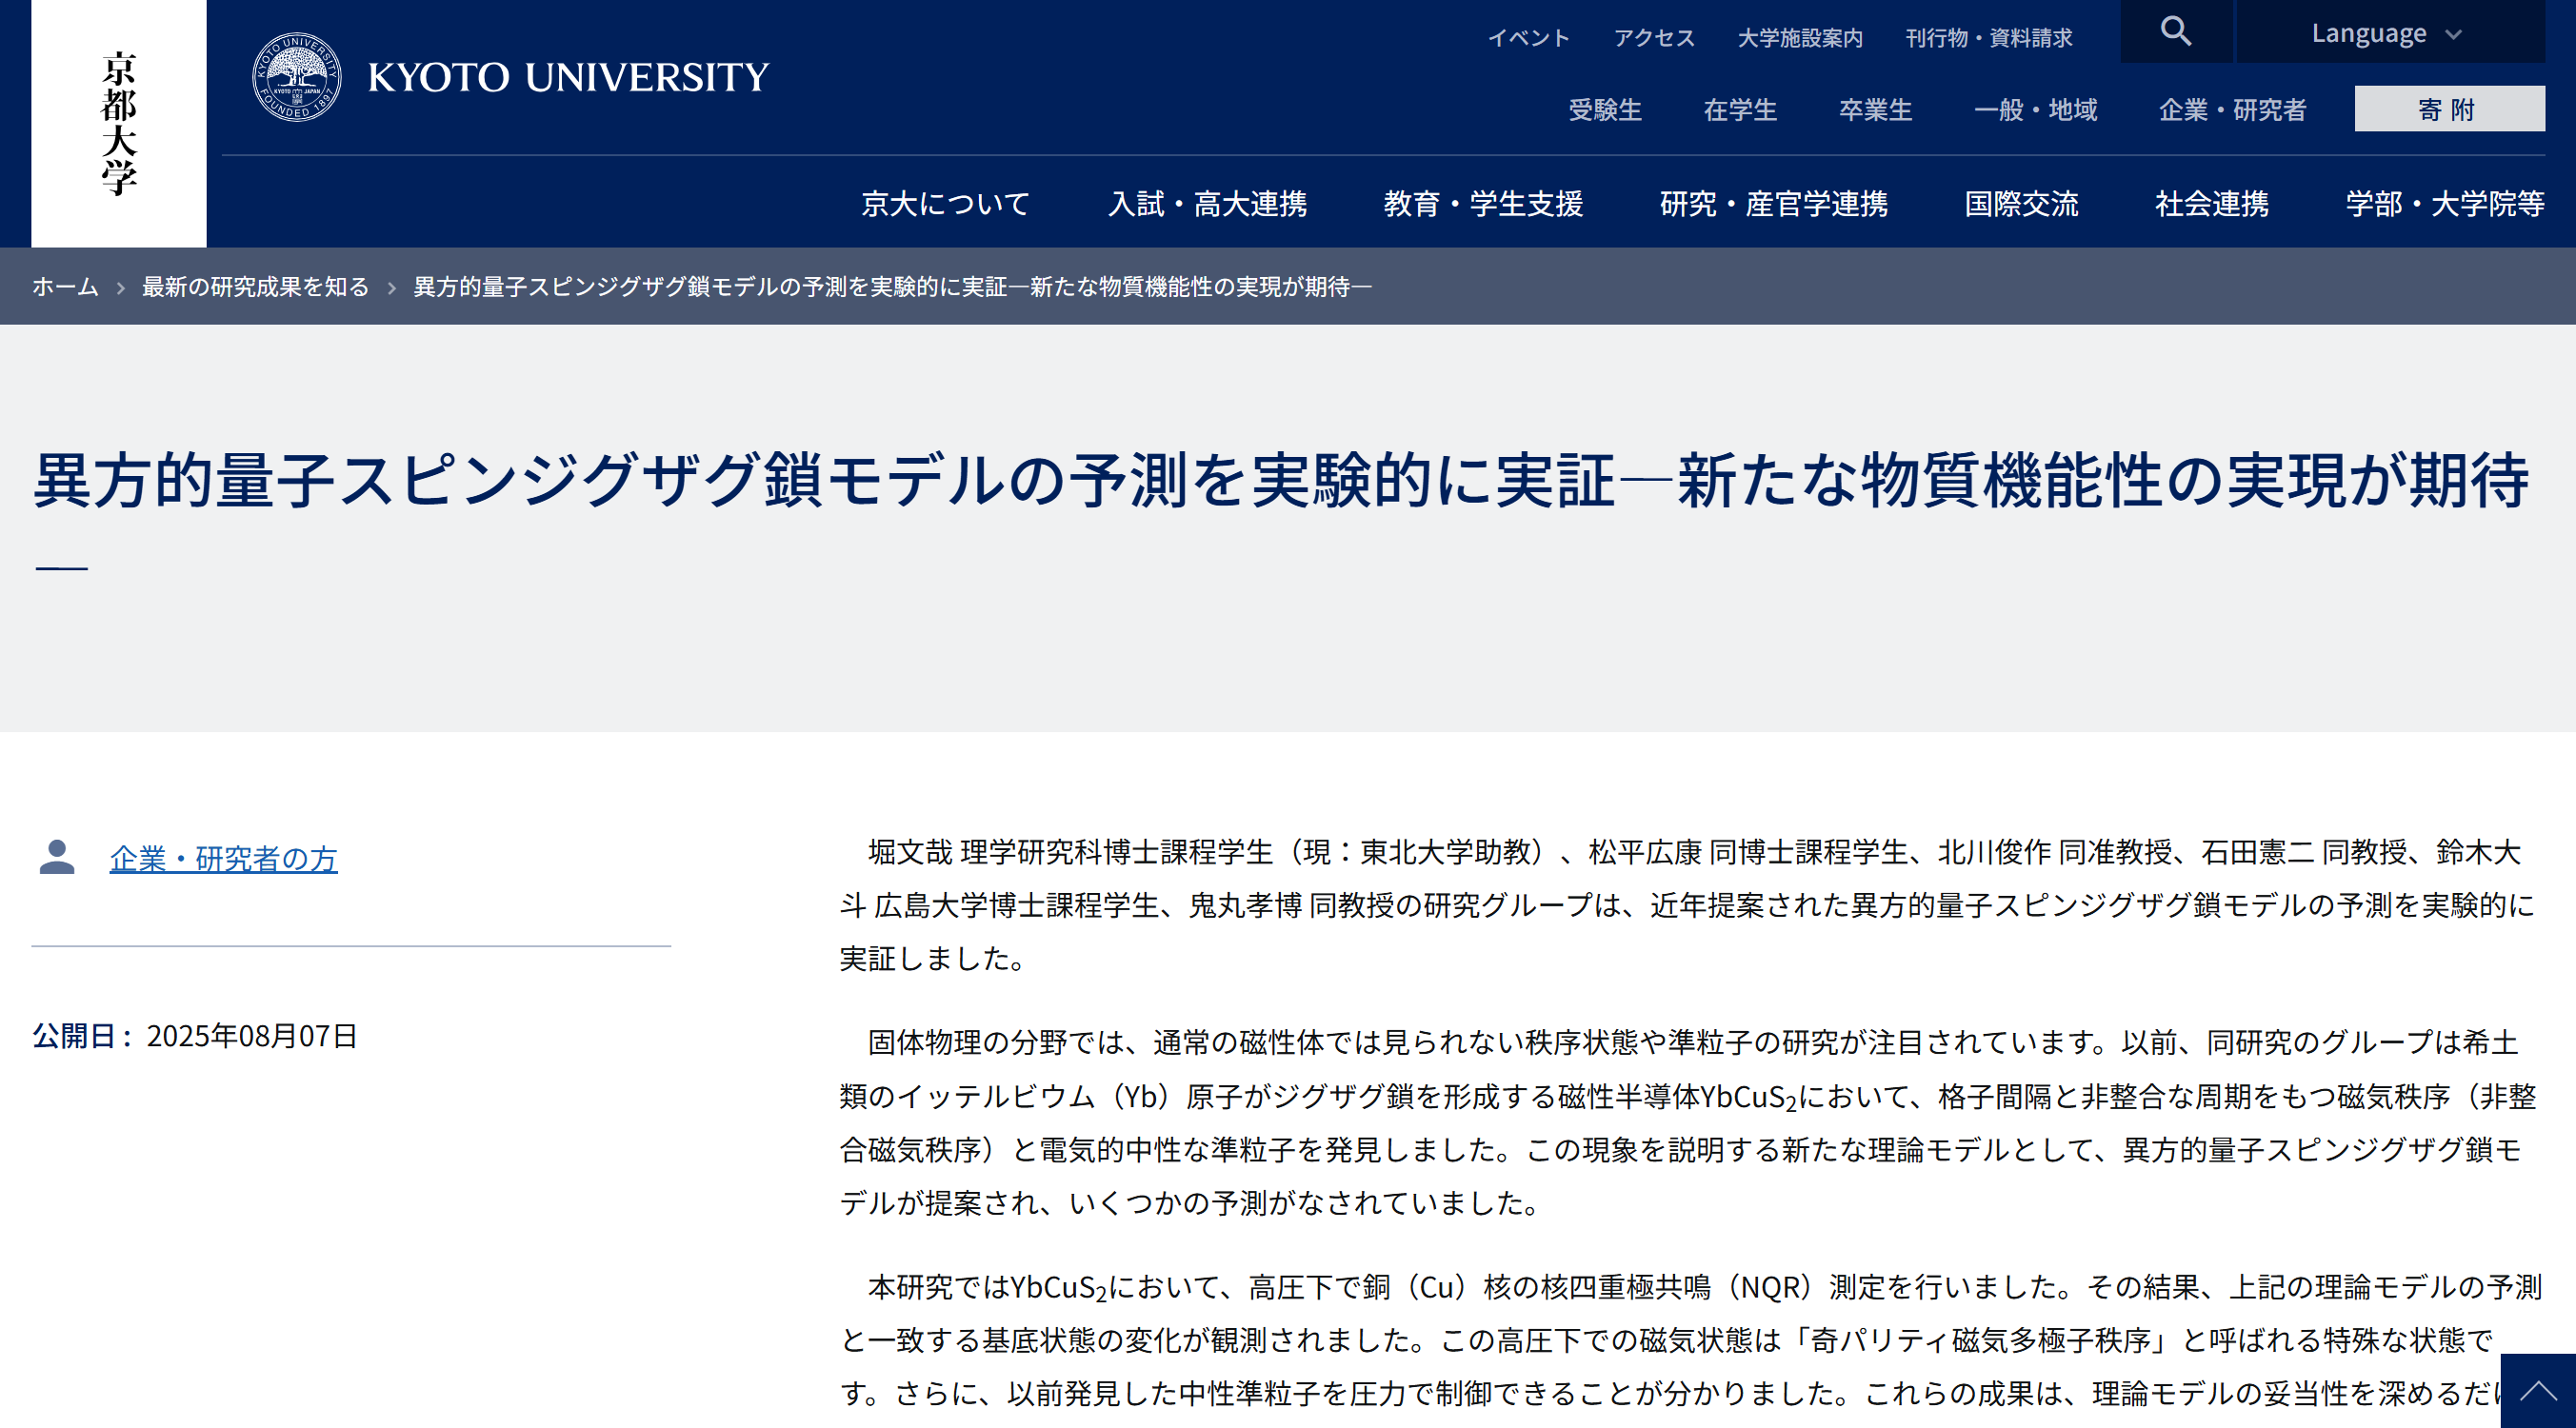 京都大学
KYOTO UNIVERSITY
KYOTO UNIVERSITY
KYOTO JAPAN
FOUNDED 1897
イベント アクセス 大学施設案内 刊行物・資料請求 Language
受験生 在学生 卒業生 一般・地域 企業・研究者 寄附
京大について 入試・高大連携 教育・学生支援 研究・産官学連携 国際交流 社会連携 学部・大学院等
ホーム 最新の研究成果を知る 異方的量子スピンジグザグ鎖モデルの予測を実験的に実証―新たな物質機能性の実現が期待―
異方的量子スピンジグザグ鎖モデルの予測を実験的に実証―新たな物質機能性の実現が期待
―
企業・研究者の方
公開日： 2025年08月07日
堀文哉 理学研究科博士課程学生（現：東北大学助教）、松平広康 同博士課程学生、北川俊作 同准教授、石田憲二 同教授、鈴木大
斗 広島大学博士課程学生、鬼丸孝博 同教授の研究グループは、近年提案された異方的量子スピンジグザグ鎖モデルの予測を実験的に
実証しました。
固体物理の分野では、通常の磁性体では見られない秩序状態や準粒子の研究が注目されています。以前、同研究のグループは希土
類のイッテルビウム（Yb）原子がジグザグ鎖を形成する磁性半導体YbCuS₂において、格子間隔と非整合な周期をもつ磁気秩序（非整
合磁気秩序）と電気的中性な準粒子を発見しました。この現象を説明する新たな理論モデルとして、異方的量子スピンジグザグ鎖モ
デルが提案され、いくつかの予測がなされていました。
本研究ではYbCuS₂において、高圧下で銅（Cu）核の核四重極共鳴（NQR）測定を行いました。その結果、上記の理論モデルの予測
と一致する基底状態の変化が観測されました。この高圧下での磁気状態は「奇パリティ磁気多極子秩序」と呼ばれる特殊な状態で
す。さらに、以前発見した中性準粒子を圧力で制御できることが分かりました。これらの成果は、理論モデルの妥当性を深めるだ